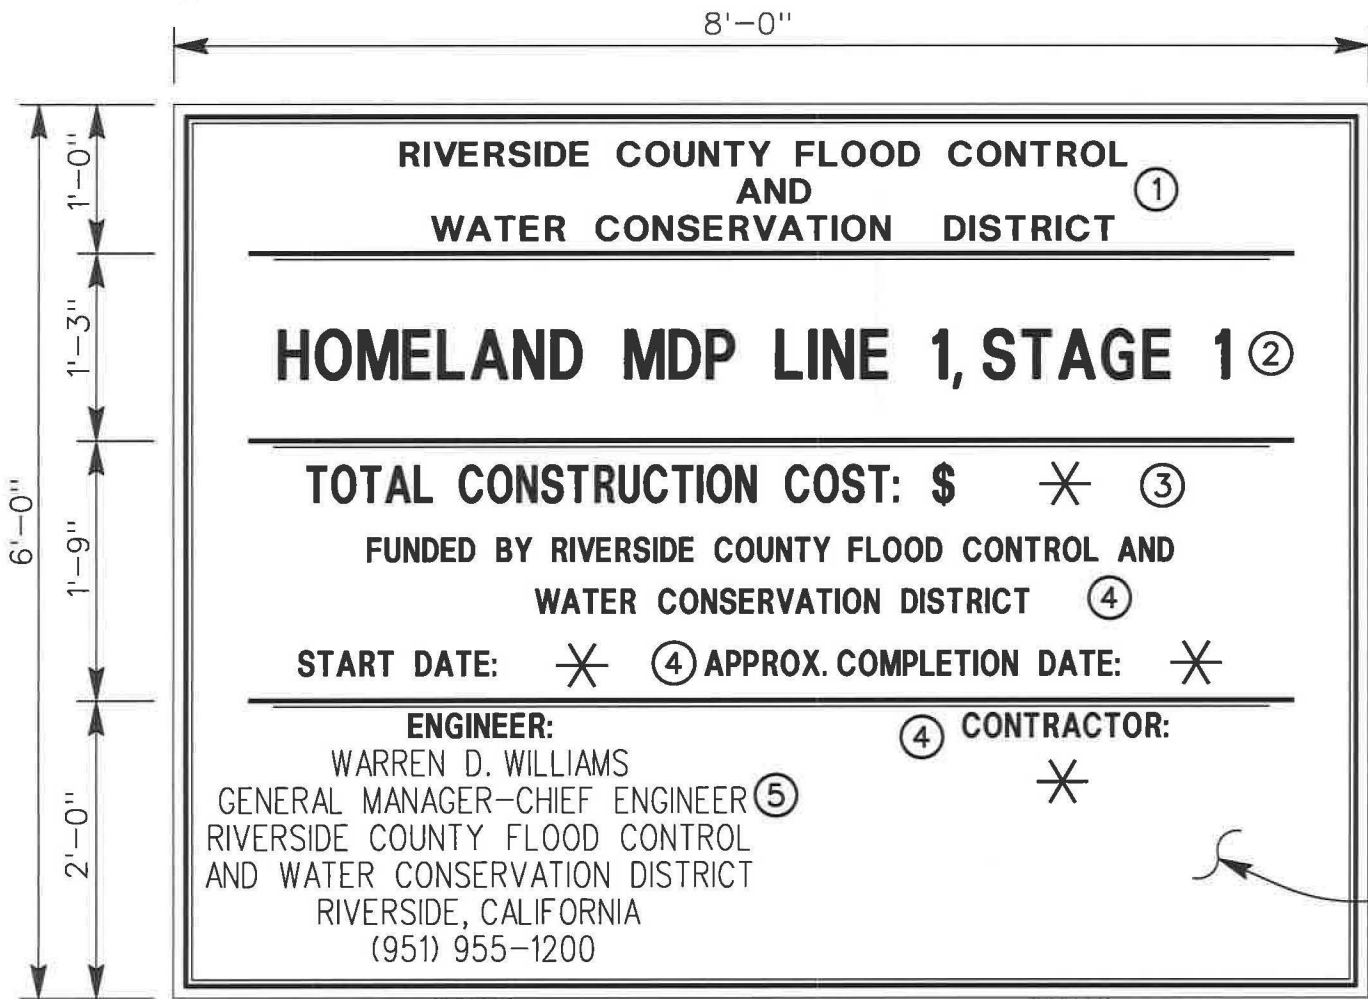 8'-0"
6'-0"
1'-0"
1'-3"
1'-9"
2'-0"
RIVERSIDE COUNTY FLOOD CONTROL
AND
WATER CONSERVATION DISTRICT ①
HOMELAND MDP LINE 1, STAGE 1 ②
TOTAL CONSTRUCTION COST: $ * ③
FUNDED BY RIVERSIDE COUNTY FLOOD CONTROL AND
WATER CONSERVATION DISTRICT ④
START DATE: * ④ APPROX. COMPLETION DATE: *
ENGINEER:
WARREN D. WILLIAMS
GENERAL MANAGER-CHIEF ENGINEER ⑤
RIVERSIDE COUNTY FLOOD CONTROL
AND WATER CONSERVATION DISTRICT
RIVERSIDE, CALIFORNIA
(951) 955-1200
④ CONTRACTOR:
*